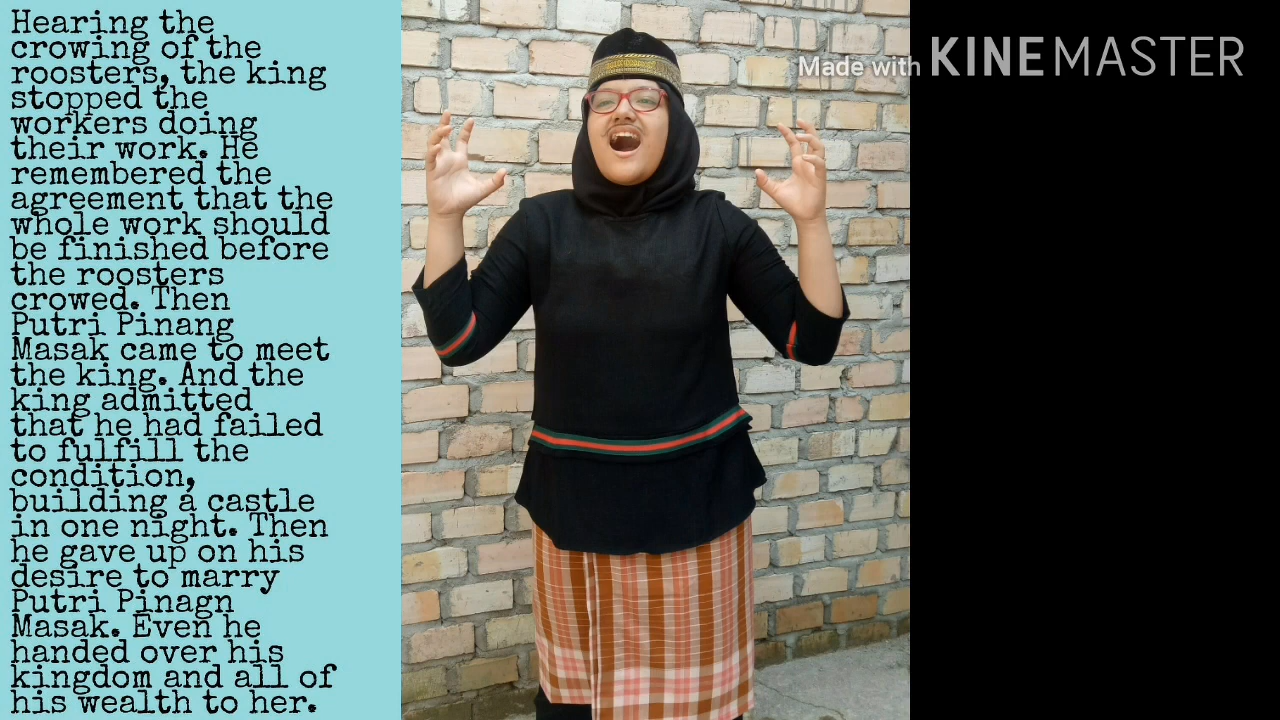 Hearing the
crowing of the
roosters, the king
stopped the
workers doing
their work. He
remembered the
agreement that the
whole work should
be finished before
the roosters
crowed. Then
Putri Pinang
Masak came to meet
the king. And the
king admitted
that he had failed
to fulfill the
condition,
building a castle
in one night. Then
he gave up on his
desire to marry
Putri Pinagn
Masak. Even he
handed over his
kingdom and all of
his wealth to her.
Made with KINEMASTER